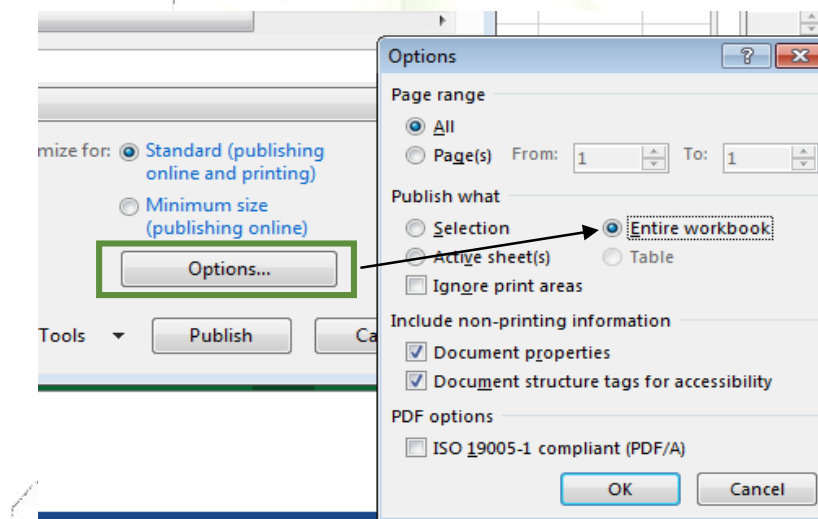 Options
Page range
All
Page(s) From: 1 To: 1
mize for: Standard (publishing
online and printing)
Minimum size
(publishing online)
Options...
Tools Publish Ca
Publish what
Selection Entire workbook
Active sheet(s) Table
Ignore print areas
Include non-printing information
Document properties
Document structure tags for accessibility
PDF options
ISO 19005-1 compliant (PDF/A)
OK Cancel